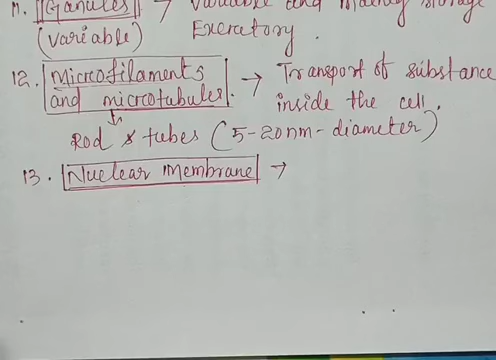 11. Granules → Variable and mainly storage
(variable) Excretory.
12. Microfilaments → Transport of substance
and microtubules. inside the cell.
Rod & tubes (5-20nm-diameter)
13. Nuclear membrane →